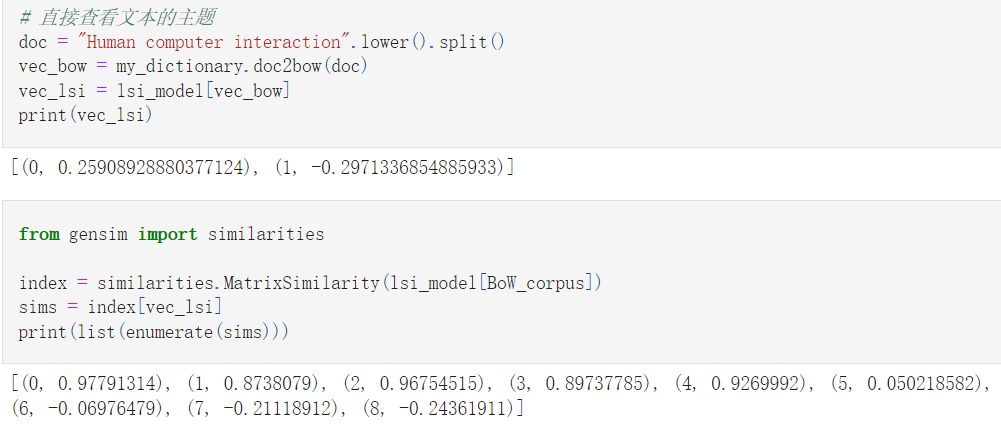 # 直接查看文本的主题
doc = "Human computer interaction".lower().split()
vec_bow = my_dictionary.doc2bow(doc)
vec_lsi = lsi_model[vec_bow]
print(vec_lsi)
[(0, 0.25908928880377124), (1, -0.2971336854885933)]
from gensim import similarities
index = similarities.MatrixSimilarity(lsi_model[BoW_corpus])
sims = index[vec_lsi]
print(list(enumerate(sims)))
[(0, 0.97791314), (1, 0.8738079), (2, 0.96754515), (3, 0.89737785), (4, 0.9269992), (5, 0.050218582),
(6, -0.06976479), (7, -0.21118912), (8, -0.24361911)]